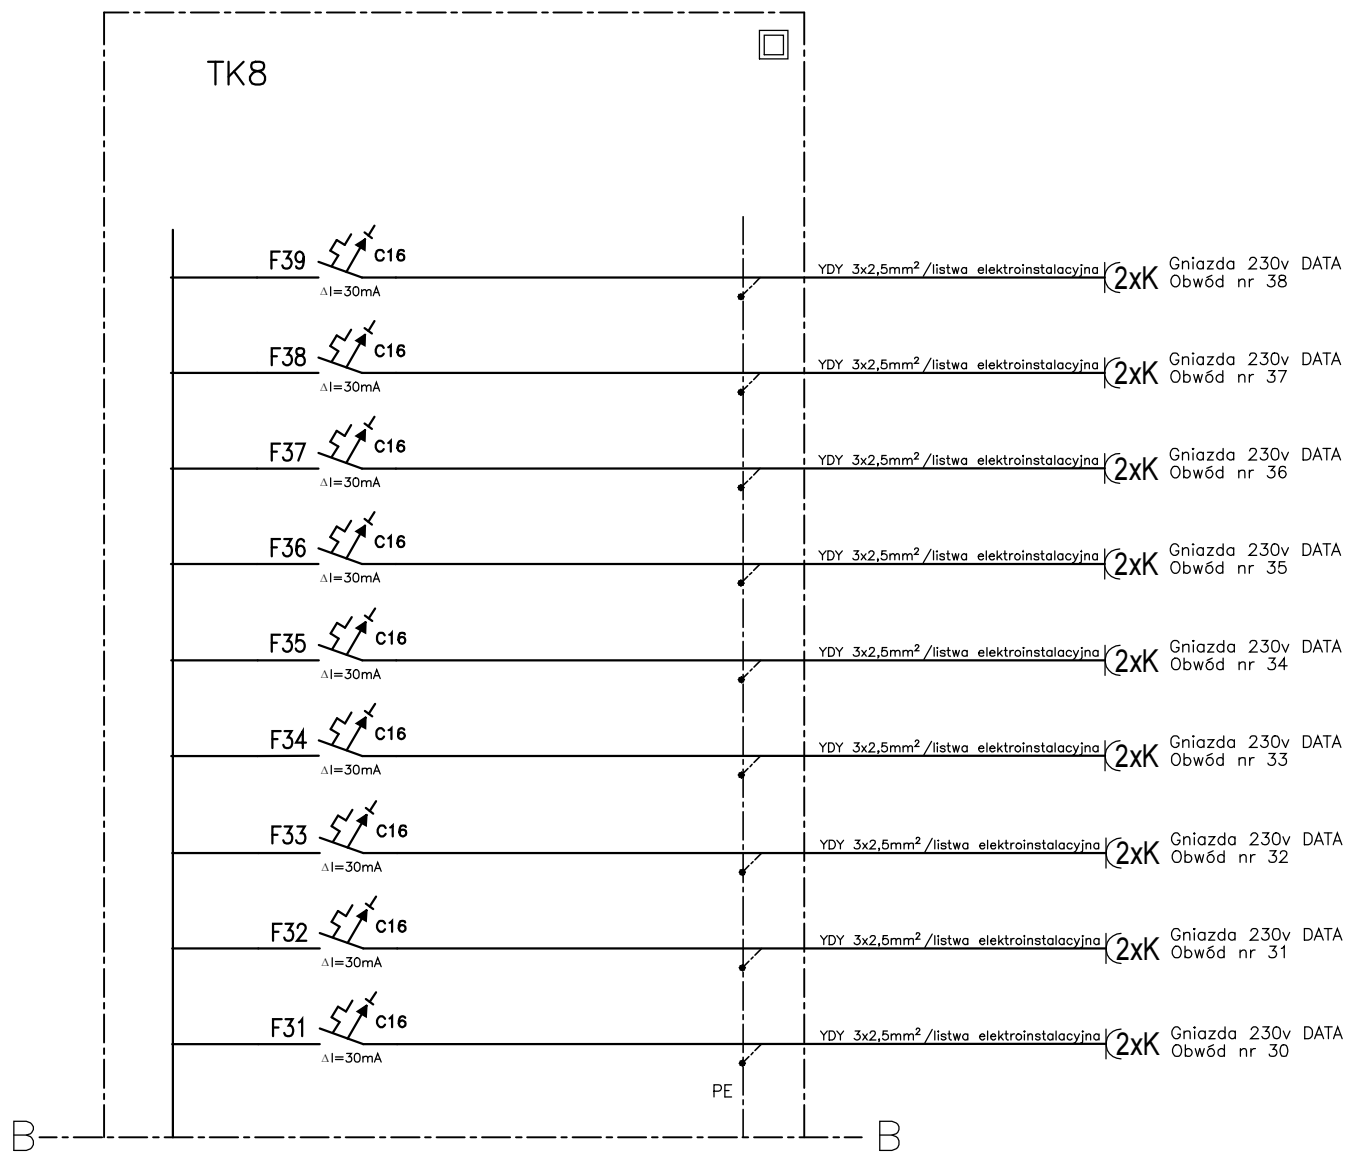 TK8
F39
C16
ΔI=30mA
YDY 3x2,5mm²/listwa elektroinstalacyjna
2xK
Gniazda 230v DATA
Obwód nr 38
F38
C16
ΔI=30mA
YDY 3x2,5mm²/listwa elektroinstalacyjna
2xK
Gniazda 230v DATA
Obwód nr 37
F37
C16
ΔI=30mA
YDY 3x2,5mm²/listwa elektroinstalacyjna
2xK
Gniazda 230v DATA
Obwód nr 36
F36
C16
ΔI=30mA
YDY 3x2,5mm²/listwa elektroinstalacyjna
2xK
Gniazda 230v DATA
Obwód nr 35
F35
C16
ΔI=30mA
YDY 3x2,5mm²/listwa elektroinstalacyjna
2xK
Gniazda 230v DATA
Obwód nr 34
F34
C16
ΔI=30mA
YDY 3x2,5mm²/listwa elektroinstalacyjna
2xK
Gniazda 230v DATA
Obwód nr 33
F33
C16
ΔI=30mA
YDY 3x2,5mm²/listwa elektroinstalacyjna
2xK
Gniazda 230v DATA
Obwód nr 32
F32
C16
ΔI=30mA
YDY 3x2,5mm²/listwa elektroinstalacyjna
2xK
Gniazda 230v DATA
Obwód nr 31
F31
C16
ΔI=30mA
YDY 3x2,5mm²/listwa elektroinstalacyjna
2xK
Gniazda 230v DATA
Obwód nr 30
PE
B
B